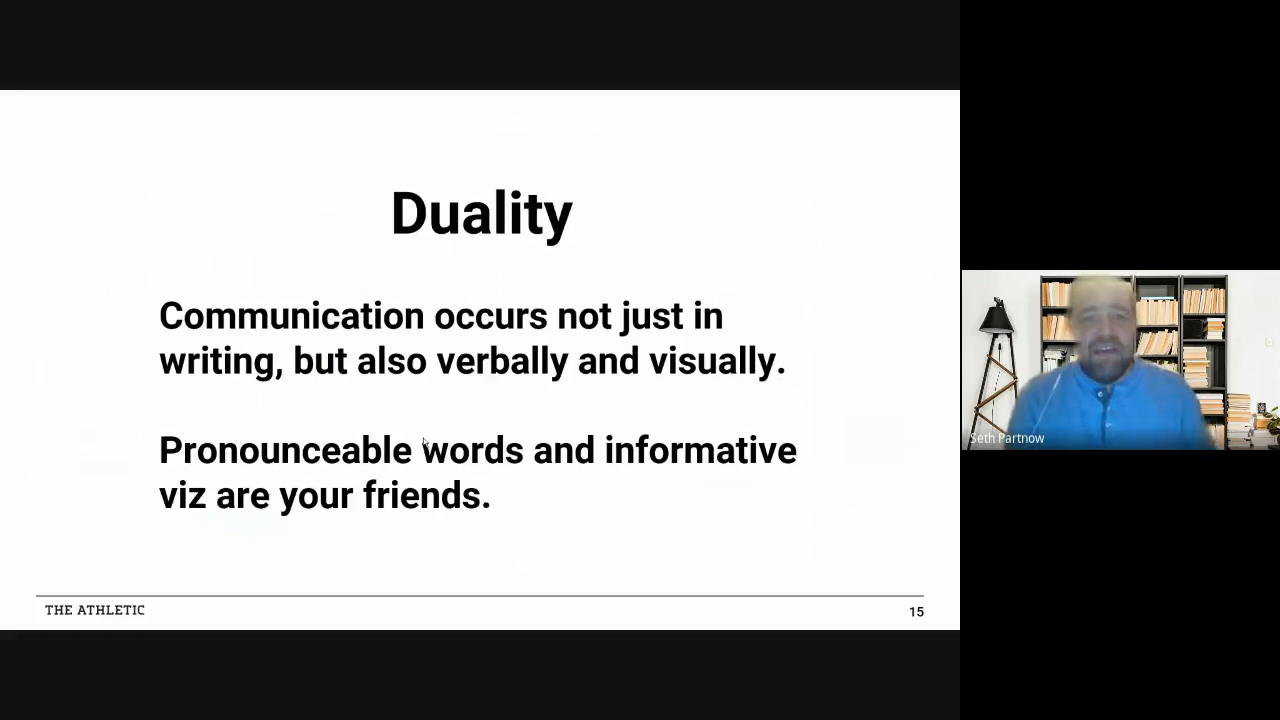 Duality
Communication occurs not just in
writing, but also verbally and visually.
Pronounceable words and informative
viz are your friends.
THE ATHLETIC
15
Seth Partnow